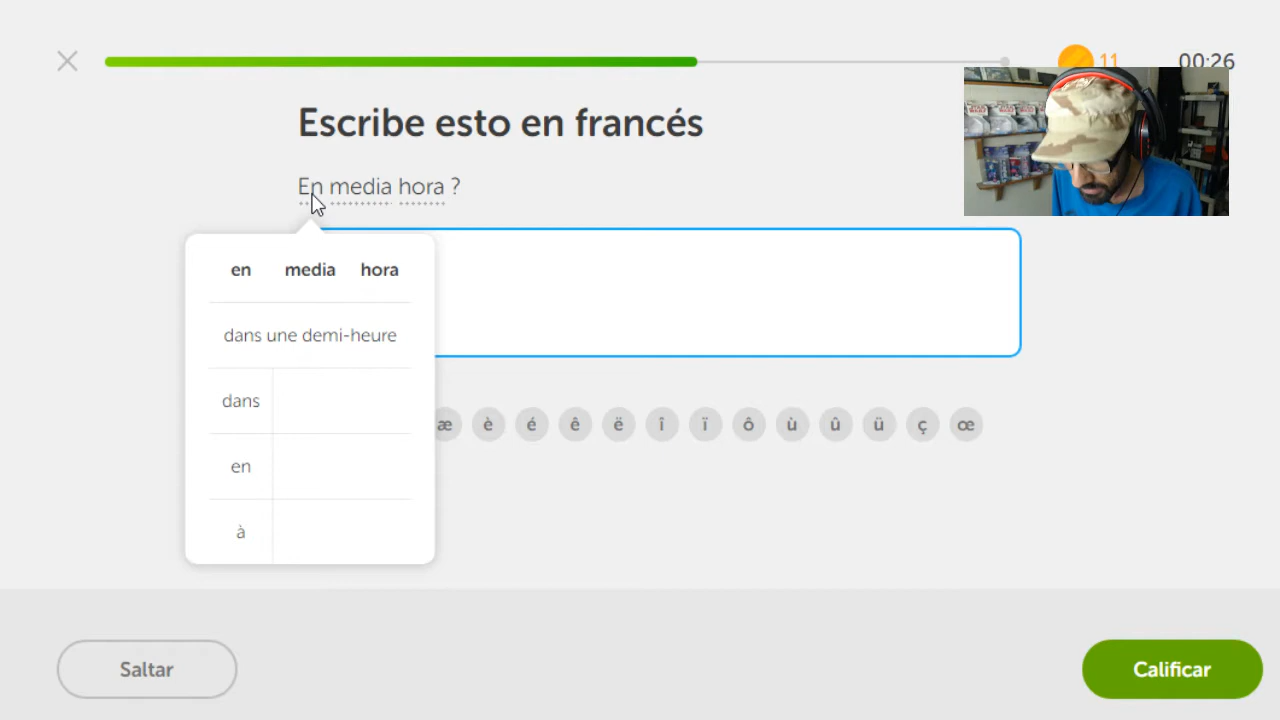 11 00:26
Escribe esto en francés
En media hora ?
en media hora
dans une demi-heure
dans
en
à
æ è é ê ë î ï ô ù û ü ç œ
Saltar Calificar